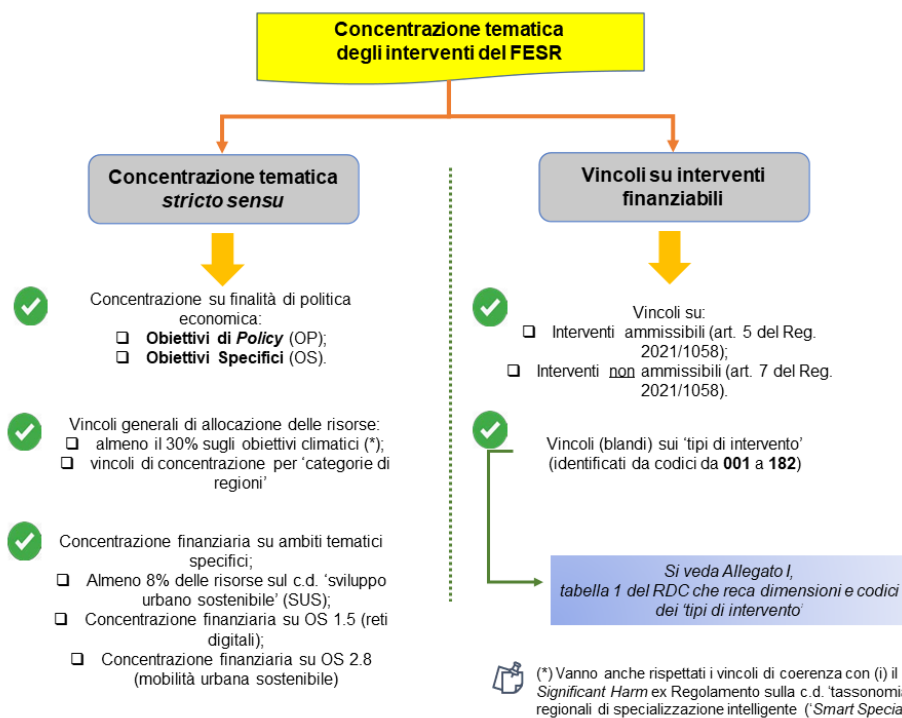 Concentrazione tematica
degli interventi del FESR
Concentrazione tematica
stricto sensu
Concentrazione su finalità di politica
economica:
❑ Obiettivi di Policy (OP);
❑ Obiettivi Specifici (OS).
Vincoli generali di allocazione delle risorse:
❑ almeno il 30% sugli obiettivi climatici (*);
❑ vincoli di concentrazione per ‘categorie di
regioni’
Concentrazione finanziaria su ambiti tematici
specifici;
❑ Almeno 8% delle risorse sul c.d. ‘sviluppo
urbano sostenibile’ (SUS);
❑ Concentrazione finanziaria su OS 1.5 (reti
digitali);
❑ Concentrazione finanziaria su OS 2.8
(mobilità urbana sostenibile)
Vincoli su interventi
finanziabili
Vincoli su:
❑ Interventi ammissibili (art. 5 del Reg.
2021/1058);
❑ Interventi non ammissibili (art. 7 del Reg.
2021/1058).
Vincoli (blandi) sui ‘tipi di intervento’
(identificati da codici da 001 a 182)
Si veda Allegato I,
tabella 1 del RDC che reca dimensioni e codici
dei ‘tipi di intervento’
(*) Vanno anche rispettati i vincoli di coerenza con (i) il
Significant Harm ex Regolamento sulla c.d. ‘tassonomia
regionali di specializzazione intelligente (‘Smart